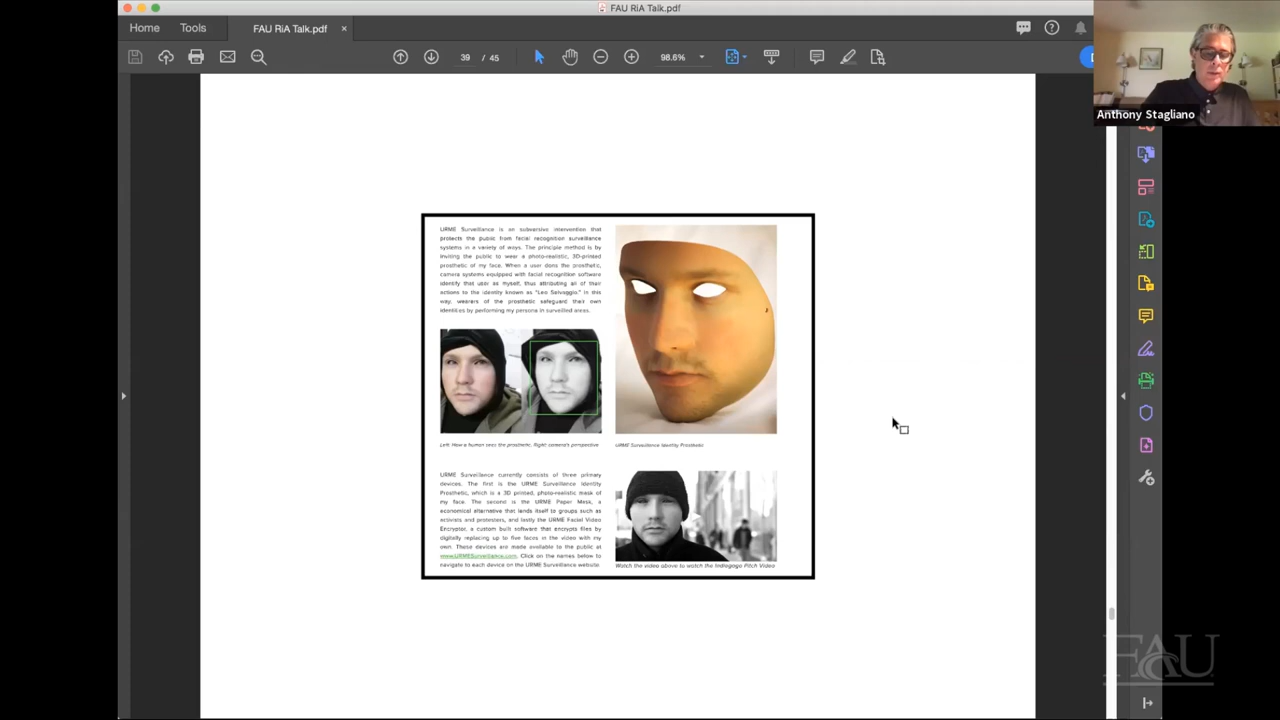 FAU RiA Talk.pdf
Home
Tools
FAU RiA Talk.pdf
×
39 / 45
98.6%
Anthony Stagliano
URME Surveillance is an subversive intervention that
protects the public from facial recognition surveillance
systems in a variety of ways. The principle method is by
inviting the public to wear a photo-realistic, 3D-printed
prosthetic of my face. When a user dons the prosthetic,
camera systems equipped with facial recognition software
identify that user as myself, thus attributing all of their
actions to the identity known as "Leo Selvaggio." In this
way, wearers of the prosthetic safeguard their own
identities by performing my persona in surveilled areas.
Left: How a human sees the prosthetic, Right: camera's perspective
URME Surveillance Identity Prosthetic
URME Surveillance currently consists of three primary
devices. The first is the URME Surveillance Identity
Prosthetic, which is a 3D printed, photo-realistic mask of
my face. The second is the URME Paper Mask, a
economical alternative that lends itself to groups such as
activists and protesters, and lastly the URME Facial Video
Encryptor, a custom built software that encrypts files by
digitally replacing up to five faces in the video with my
own. These devices are made available to the public at
www.URMESurveillance.com. Click on the names below to
navigate to each device on the URME Surveillance website.
Watch the video above to watch the Indiegogo Pitch Video
FAU